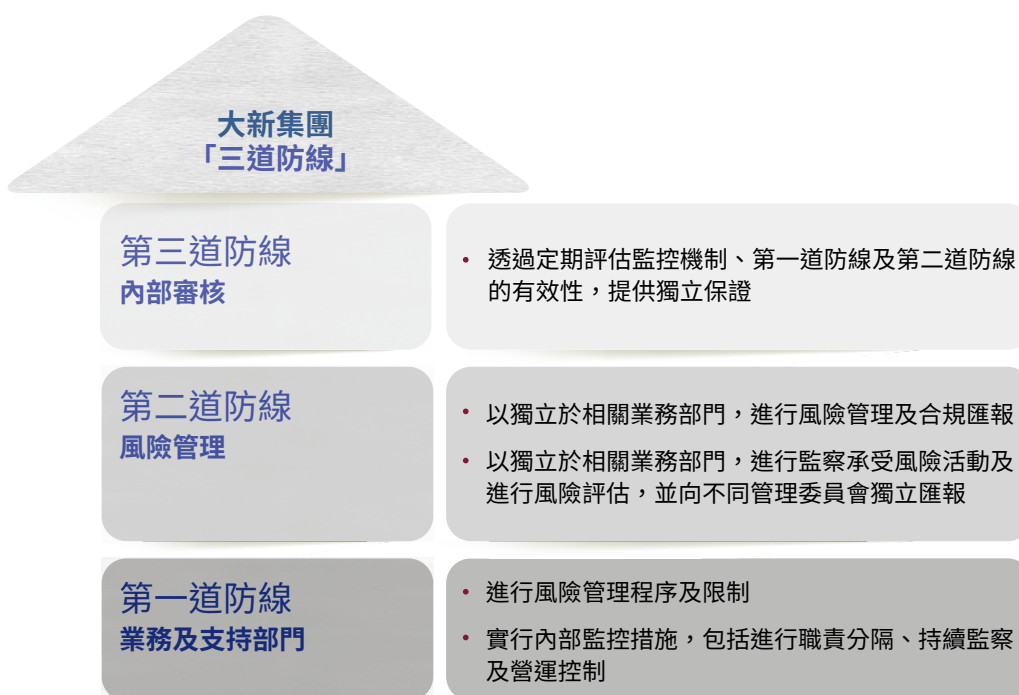 大新集團
「三道防線」
第三道防線
內部審核
• 透過定期評估監控機制、第一道防線及第二道防線
的有效性，提供獨立保證
第二道防線
風險管理
• 以獨立於相關業務部門，進行風險管理及合規匯報
• 以獨立於相關業務部門，進行監察承受風險活動及
進行風險評估，並向不同管理委員會獨立匯報
第一道防線
業務及支持部門
• 進行風險管理程序及限制
• 實行內部監控措施，包括進行職責分隔、持續監察
及營運控制